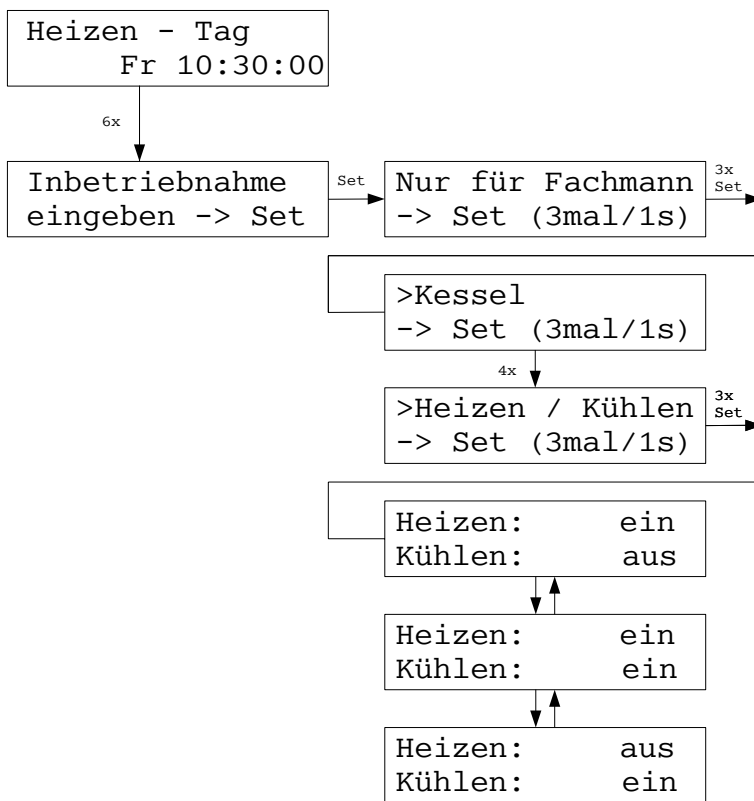 Heizen - Tag
Fr 10:30:00
6x
Inbetriebnahme
eingeben -> Set
Set
Nur für Fachmann
-> Set (3mal/1s)
3x
Set
>Kessel
-> Set (3mal/1s)
4x
>Heizen / Kühlen
-> Set (3mal/1s)
3x
Set
Heizen: ein
Kühlen: aus
Heizen: ein
Kühlen: ein
Heizen: aus
Kühlen: ein